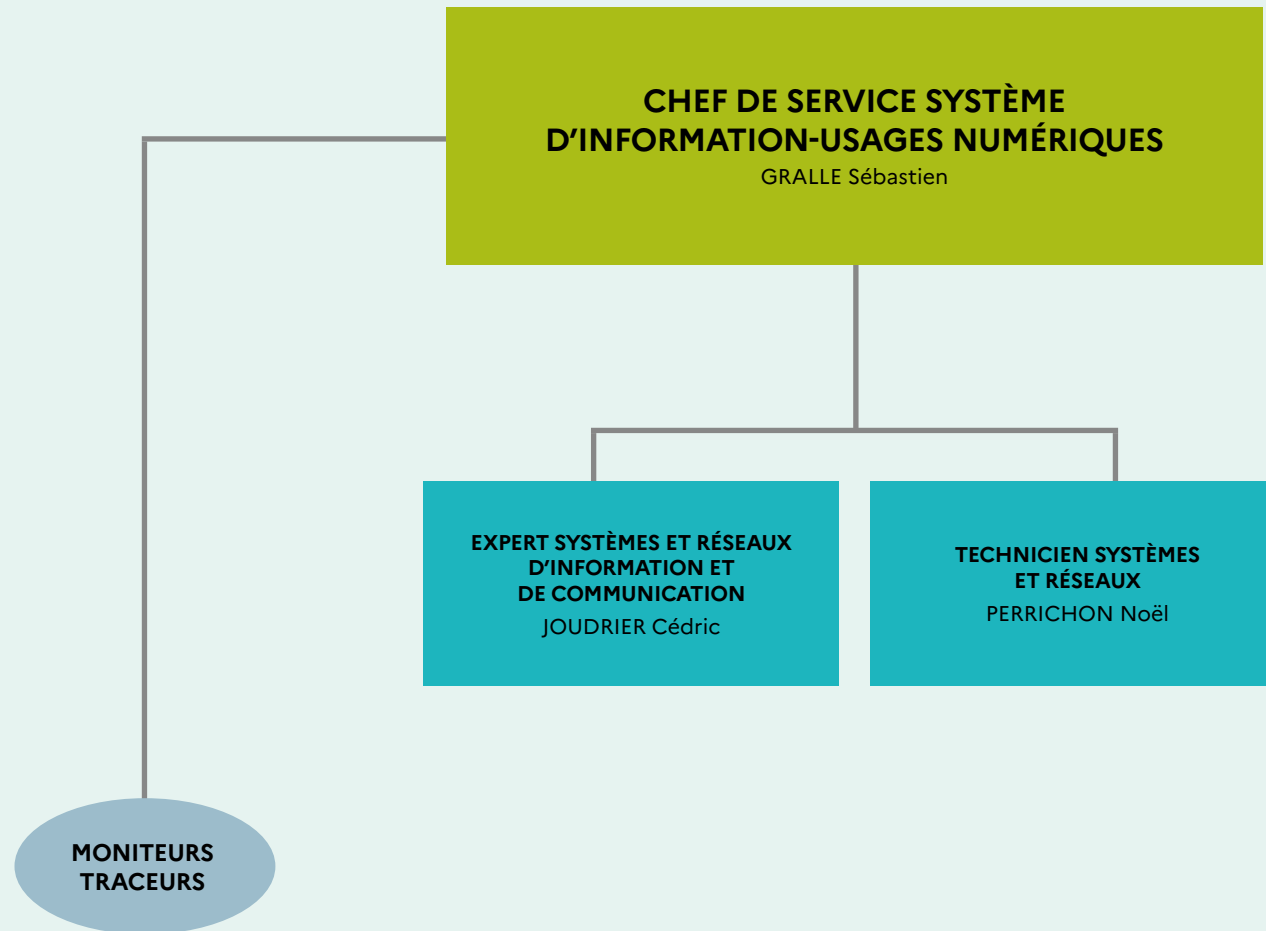 CHEF DE SERVICE SYSTÈME
D'INFORMATION-USAGES NUMÉRIQUES
GRALLE Sébastien
EXPERT SYSTÈMES ET RÉSEAUX
D'INFORMATION ET
DE COMMUNICATION
JOUDRIER Cédric
TECHNICIEN SYSTÈMES
ET RÉSEAUX
PERRICHON Noël
MONITEURS
TRACEURS